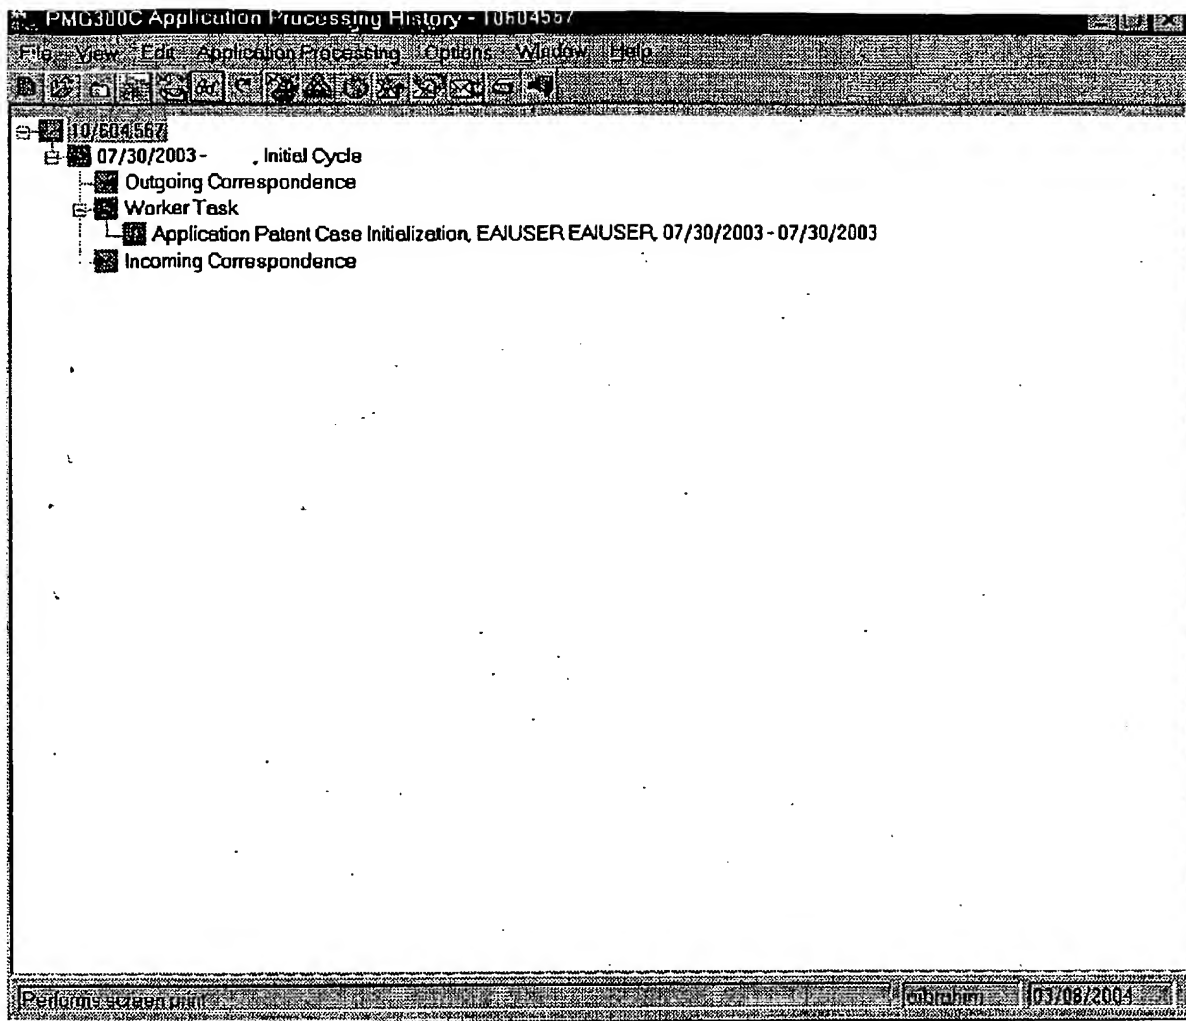 PMG300C Application Processing History - 10604567
File View Edit Application Processing Options Window Help
10/604,567
07/30/2003 - , Initial Cycle
Outgoing Correspondence
Worker Task
Application Patent Case Initialization, EAIUSER EAIUSER, 07/30/2003 - 07/30/2003
Incoming Correspondence
Performs screen print
03/08/2004